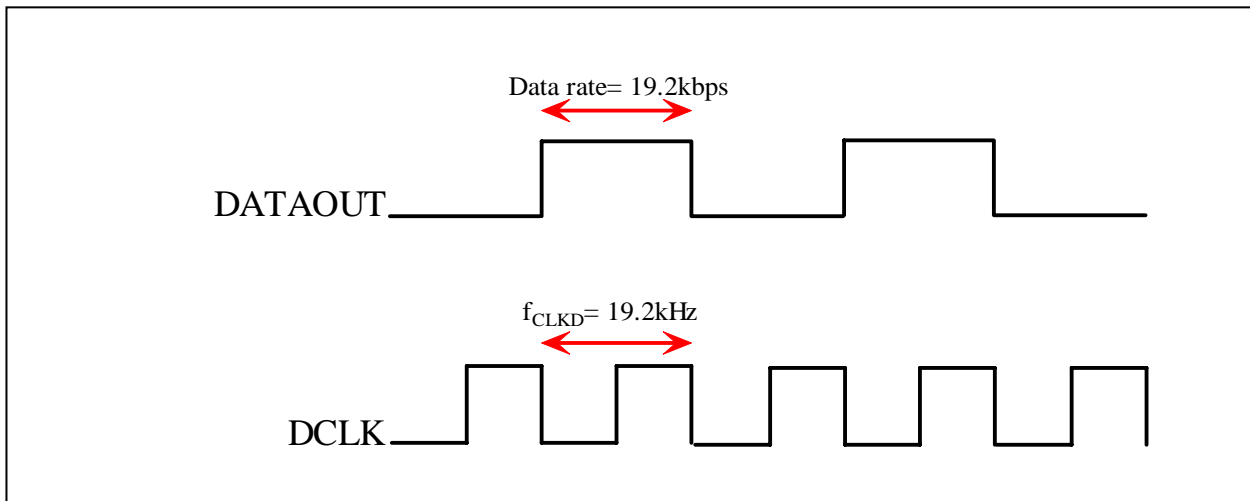 Data rate= 19.2kbps
DATAOUT
fCLKD= 19.2kHz
DCLK